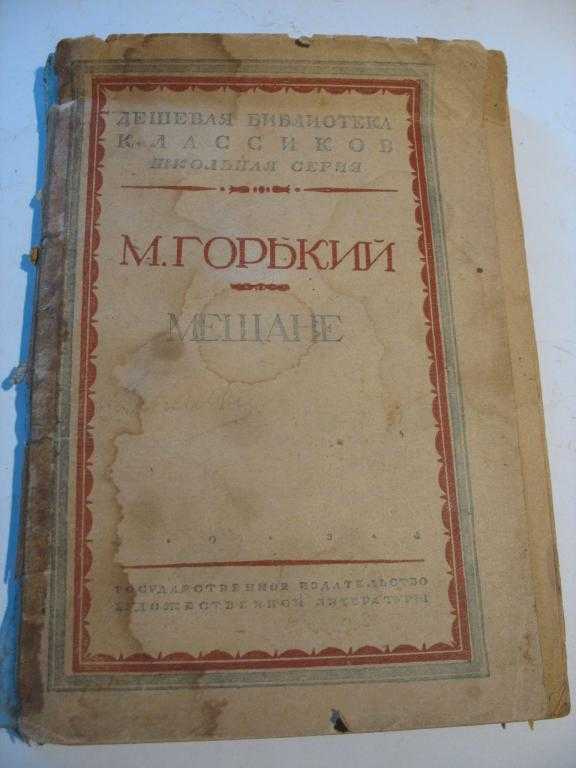 ДЕШЕВАЯ БИБЛИОТЕКА
КЛАССИКОВ
ШКОЛЬНАЯ СЕРИЯ
М. ГОРЬКИЙ
МЕЩАНЕ
ГОСУДАРСТВЕННОЕ ИЗДАТЕЛЬСТВО
ХУДОЖЕСТВЕННОЙ ЛИТЕРАТУРЫ